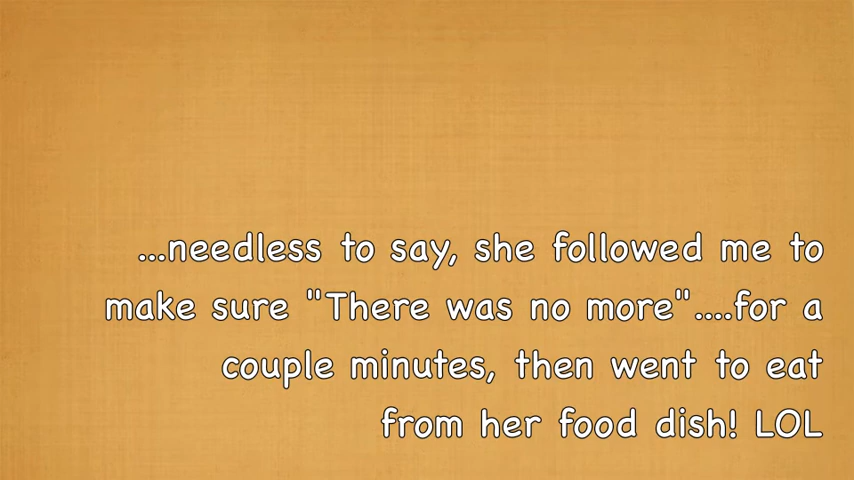 ...needless to say, she followed me to
make sure "There was no more"....for a
couple minutes, then went to eat
from her food dish! LOL